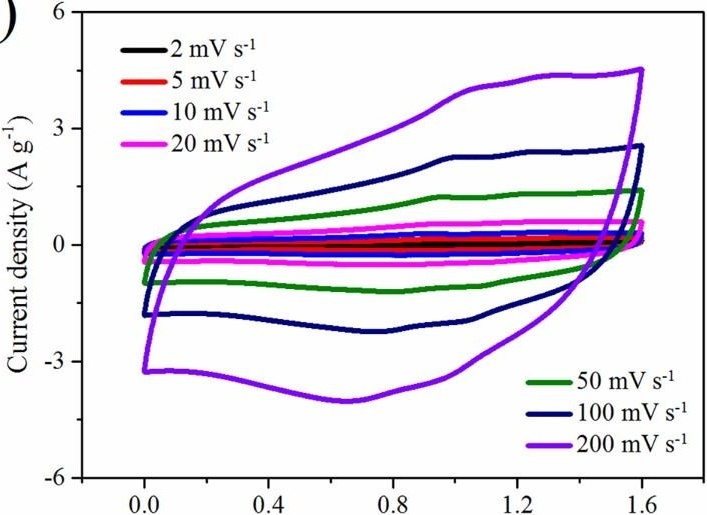 )
6
2 mV s⁻¹
5 mV s⁻¹
10 mV s⁻¹
20 mV s⁻¹
3
Current density (A g⁻¹)
0
-3
50 mV s⁻¹
100 mV s⁻¹
200 mV s⁻¹
-6
0.0 0.4 0.8 1.2 1.6